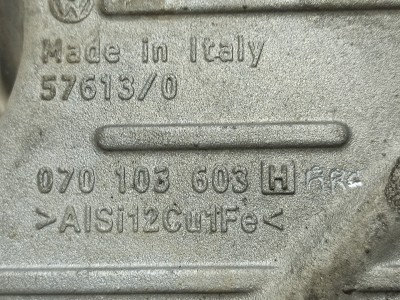 Made in Italy
57613/0
070 103 603 H
>AlSi12Cu1Fe<